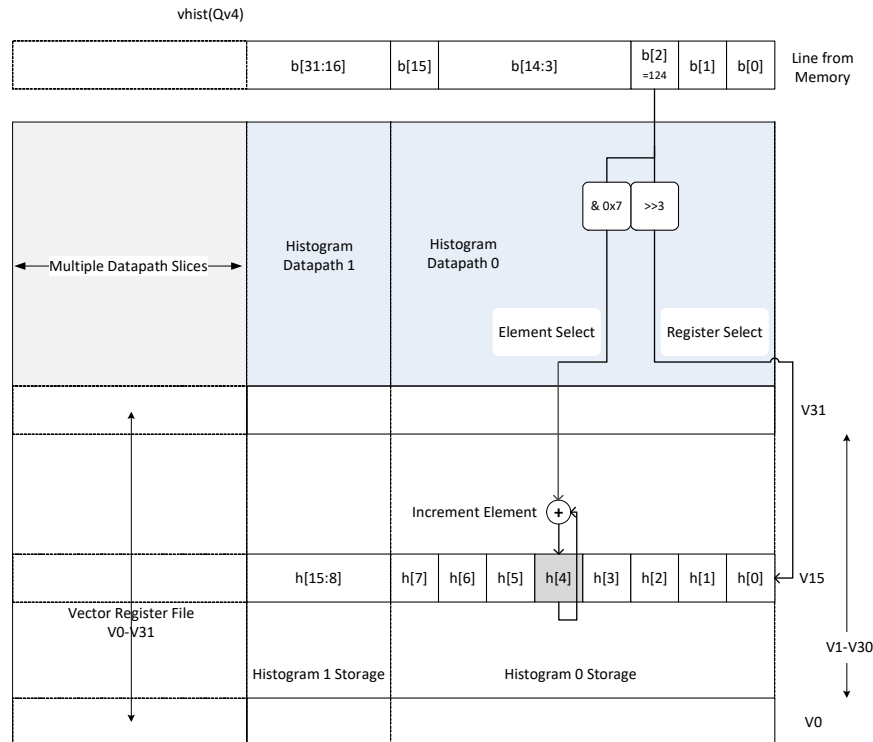 vhist(Qv4)
b[31:16]
b[15]
b[14:3]
b[2]
=124
b[1]
b[0]
Line from
Memory
& 0x7
>>3
Multiple Datapath Slices
Histogram
Datapath 1
Histogram
Datapath 0
Element Select
Register Select
V31
Increment Element
+
h[15:8]
h[7]
h[6]
h[5]
h[4]
h[3]
h[2]
h[1]
h[0]
V15
Vector Register File
V0-V31
V1-V30
Histogram 1 Storage
Histogram 0 Storage
V0